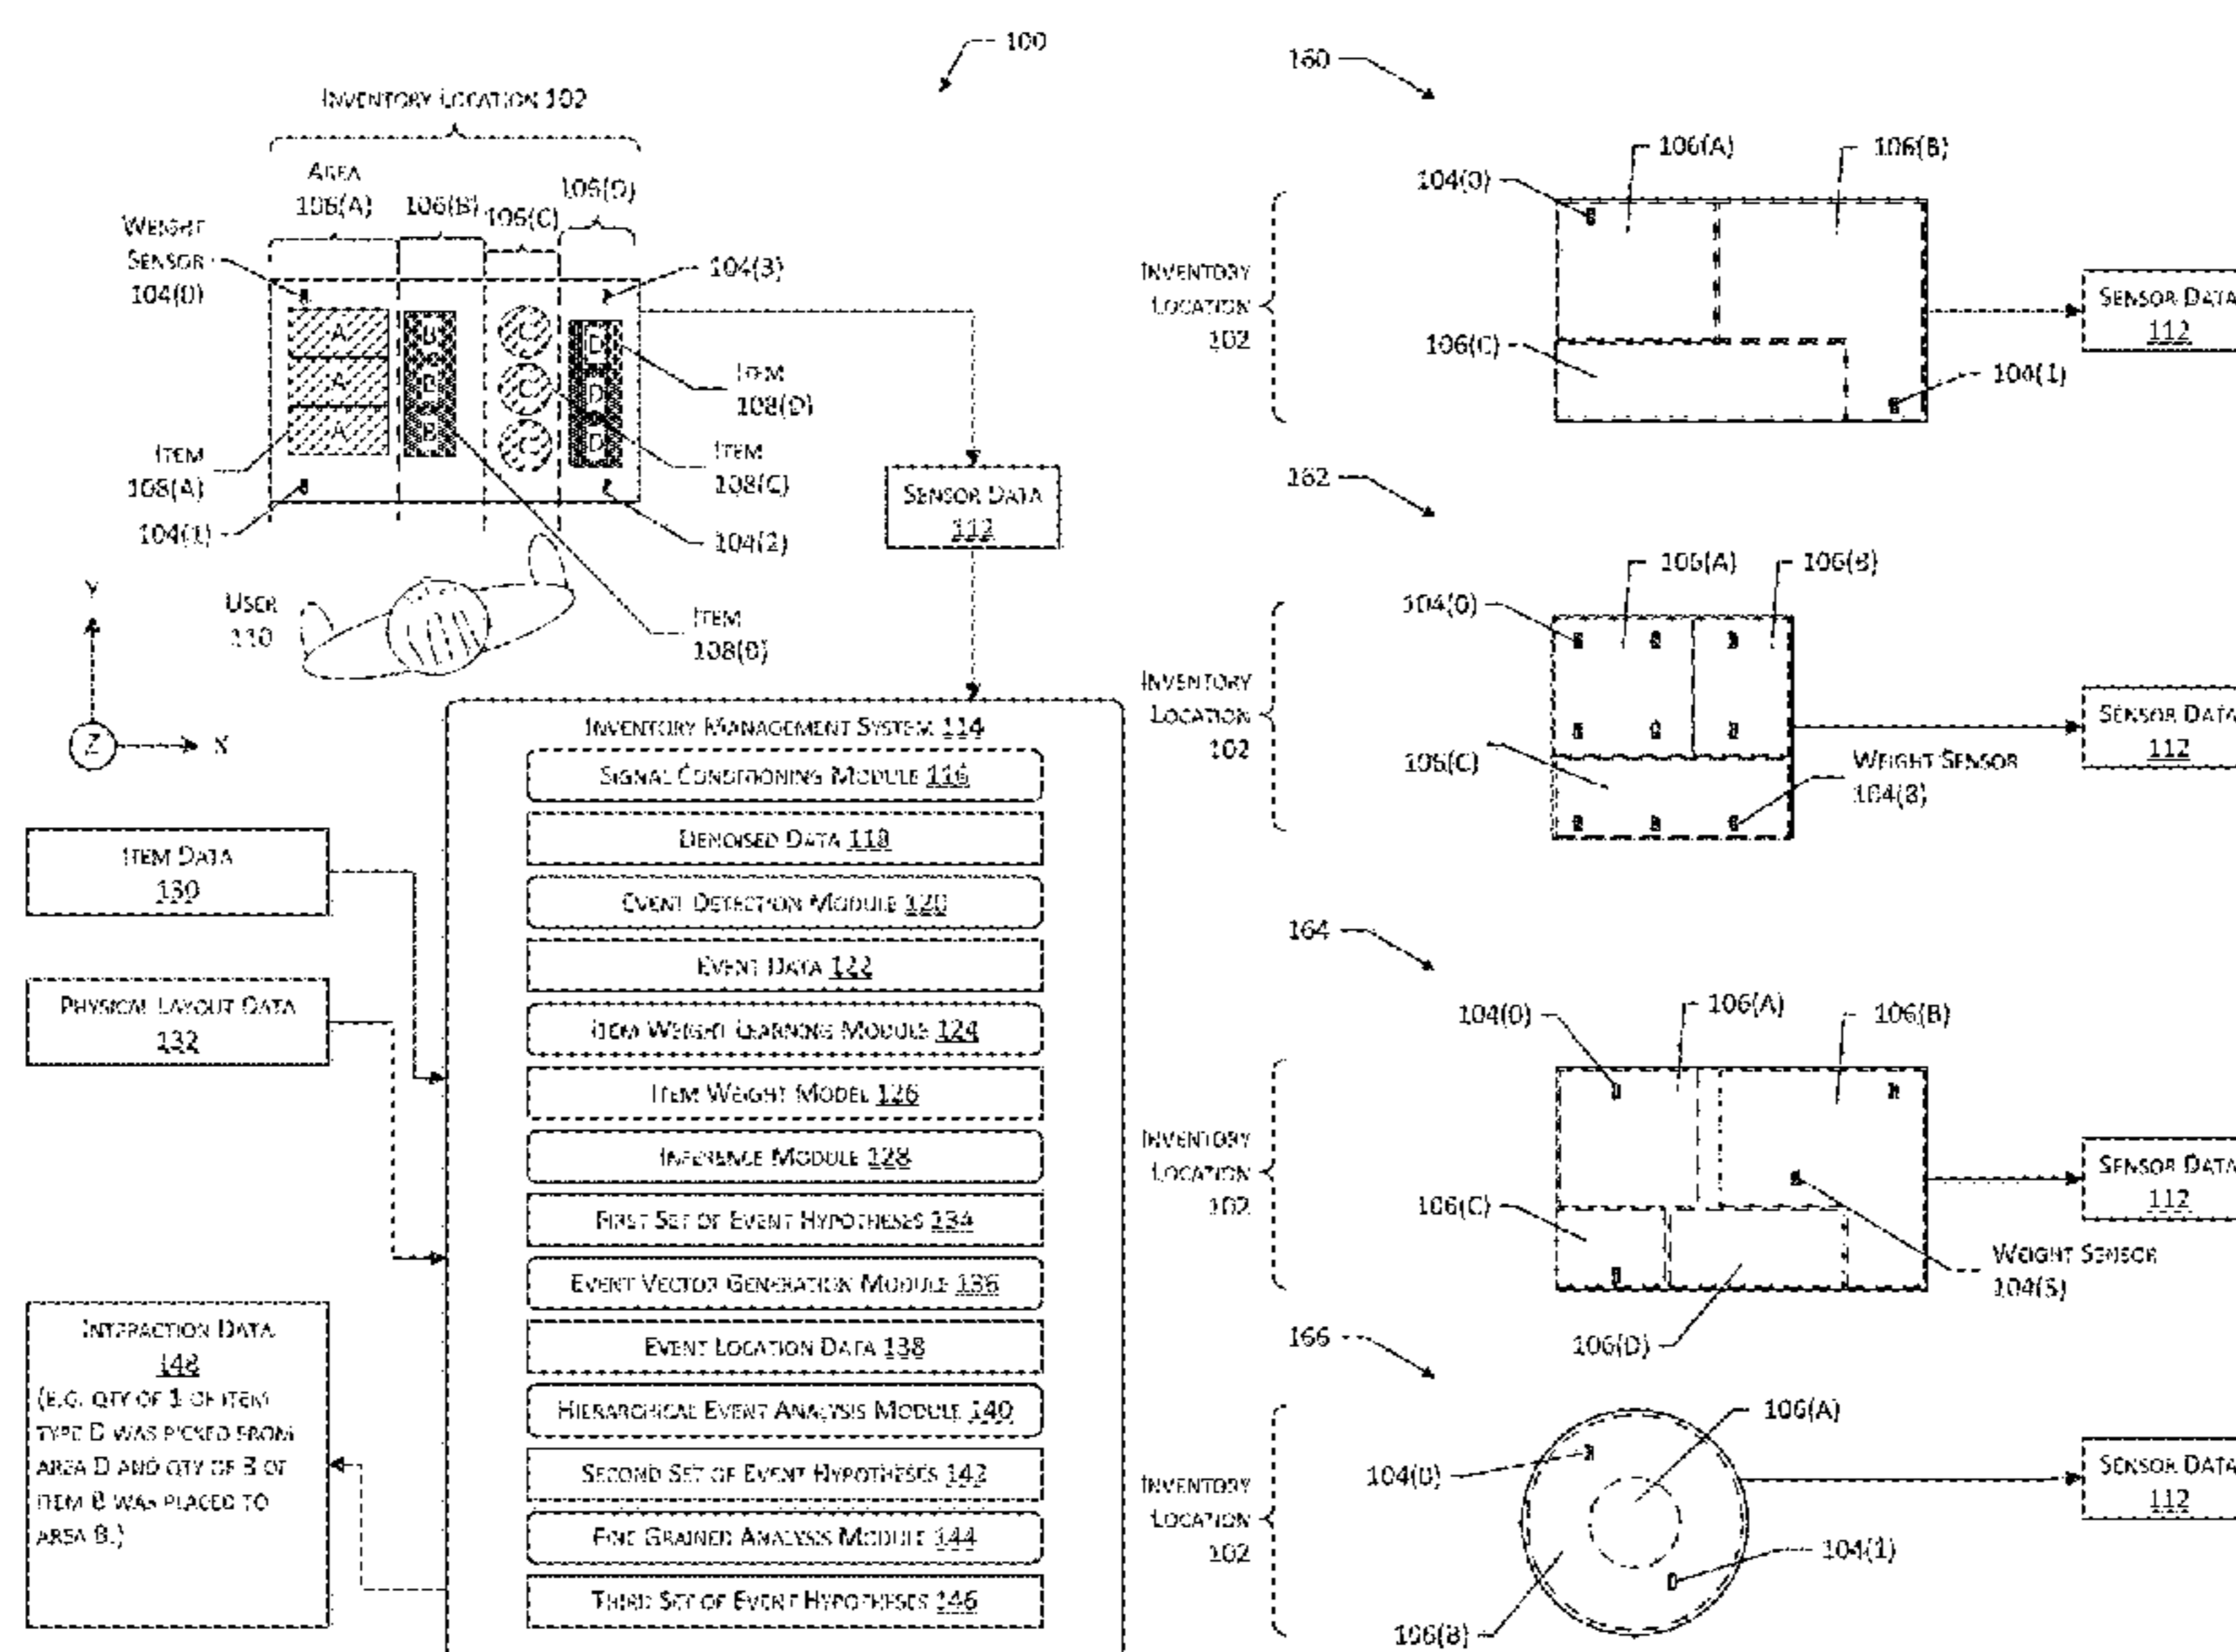 100
INVENTORY LOCATION 102
AREA
106(A)
106(B)
106(C)
106(D)
WEIGHT
SENSOR
104(0)
104(3)
A
A
A
B
B
B
C
C
C
D
D
D
ITEM
108(D)
ITEM
108(C)
ITEM
108(A)
104(1)
104(2)
SENSOR DATA
112
USER
110
ITEM
108(B)
Y
Z
X
INVENTORY MANAGEMENT SYSTEM 114
SIGNAL CONDITIONING MODULE 116
DENOISED DATA 118
EVENT DETECTION MODULE 120
EVENT DATA 122
ITEM WEIGHT LEARNING MODULE 124
ITEM WEIGHT MODEL 126
INFERENCE MODULE 128
FIRST SET OF EVENT HYPOTHESES 134
EVENT VECTOR GENERATION MODULE 136
EVENT LOCATION DATA 138
HIERARCHICAL EVENT ANALYSIS MODULE 140
SECOND SET OF EVENT HYPOTHESES 142
FINE GRAINED ANALYSIS MODULE 144
THIRD SET OF EVENT HYPOTHESES 146
ITEM DATA
130
PHYSICAL LAYOUT DATA
132
INTERACTION DATA
148
(E.G. QTY OF 1 OF ITEM
TYPE D WAS PICKED FROM
AREA D AND QTY OF 3 OF
ITEM B WAS PLACED TO
AREA B.)
160
106(A)
106(B)
104(0)
INVENTORY
LOCATION
102
106(C)
104(1)
SENSOR DATA
112
162
106(A)
106(B)
104(0)
INVENTORY
LOCATION
102
106(C)
WEIGHT SENSOR
104(8)
SENSOR DATA
112
164
106(A)
106(B)
104(0)
INVENTORY
LOCATION
102
106(C)
106(D)
WEIGHT SENSOR
104(S)
SENSOR DATA
112
166
106(A)
104(0)
INVENTORY
LOCATION
102
104(1)
106(B)
SENSOR DATA
112